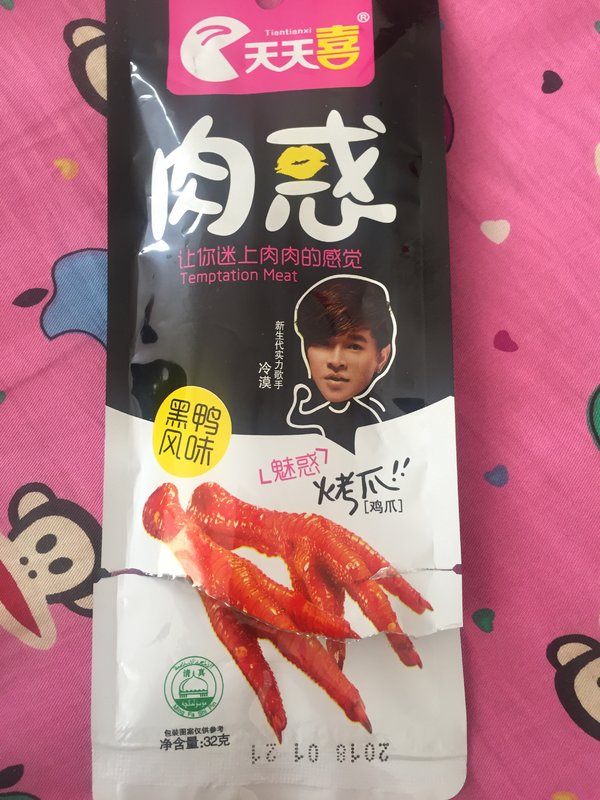 Tiantianxi
天天喜®
肉惑
让你迷上肉肉的感觉
Temptation Meat
新生代实力歌手
冷漠
黑鸭
风味
魅惑
烤爪!!
[鸡爪]
清真
包装图案仅供参考
净含量:32克
2018 01 21